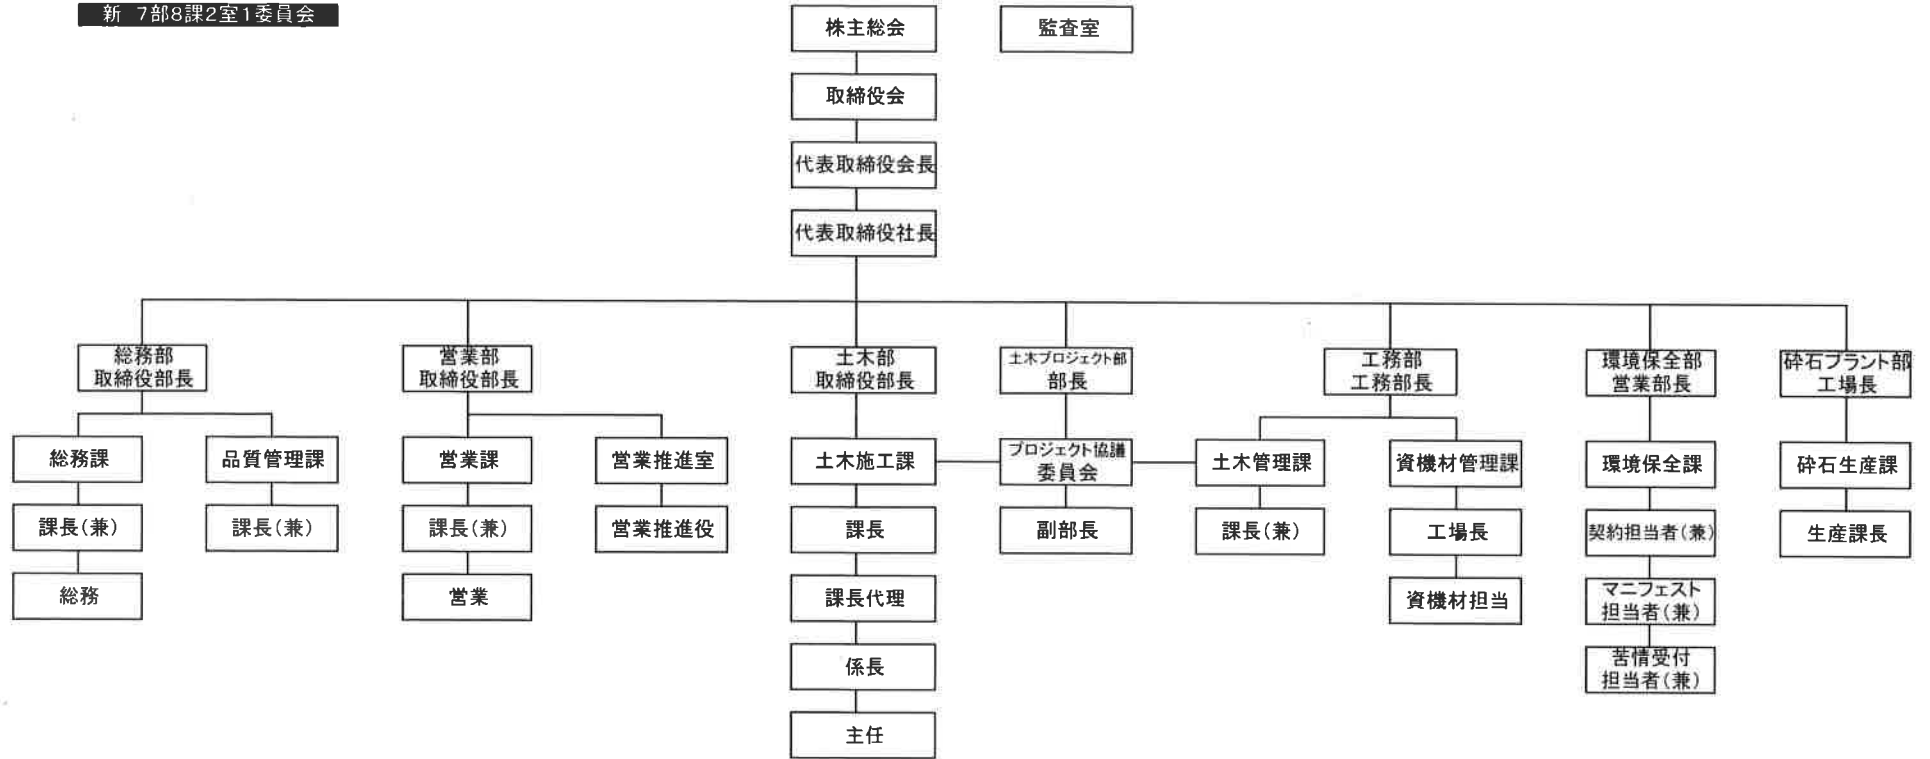 新 7部8課2室1委員会
株主総会
監査室
取締役会
代表取締役会長
代表取締役社長
総務部
取締役部長
営業部
取締役部長
土木部
取締役部長
土木プロジェクト部
部長
工務部
工務部長
環境保全部
営業部長
砕石プラント部
工場長
総務課
品質管理課
営業課
営業推進室
土木施工課
プロジェクト協議
委員会
土木管理課
資機材管理課
環境保全課
砕石生産課
課長(兼)
課長(兼)
課長(兼)
営業推進役
課長
副部長
課長(兼)
工場長
契約担当者(兼)
生産課長
総務
営業
課長代理
資機材担当
マニフェスト
担当者(兼)
係長
苦情受付
担当者(兼)
主任